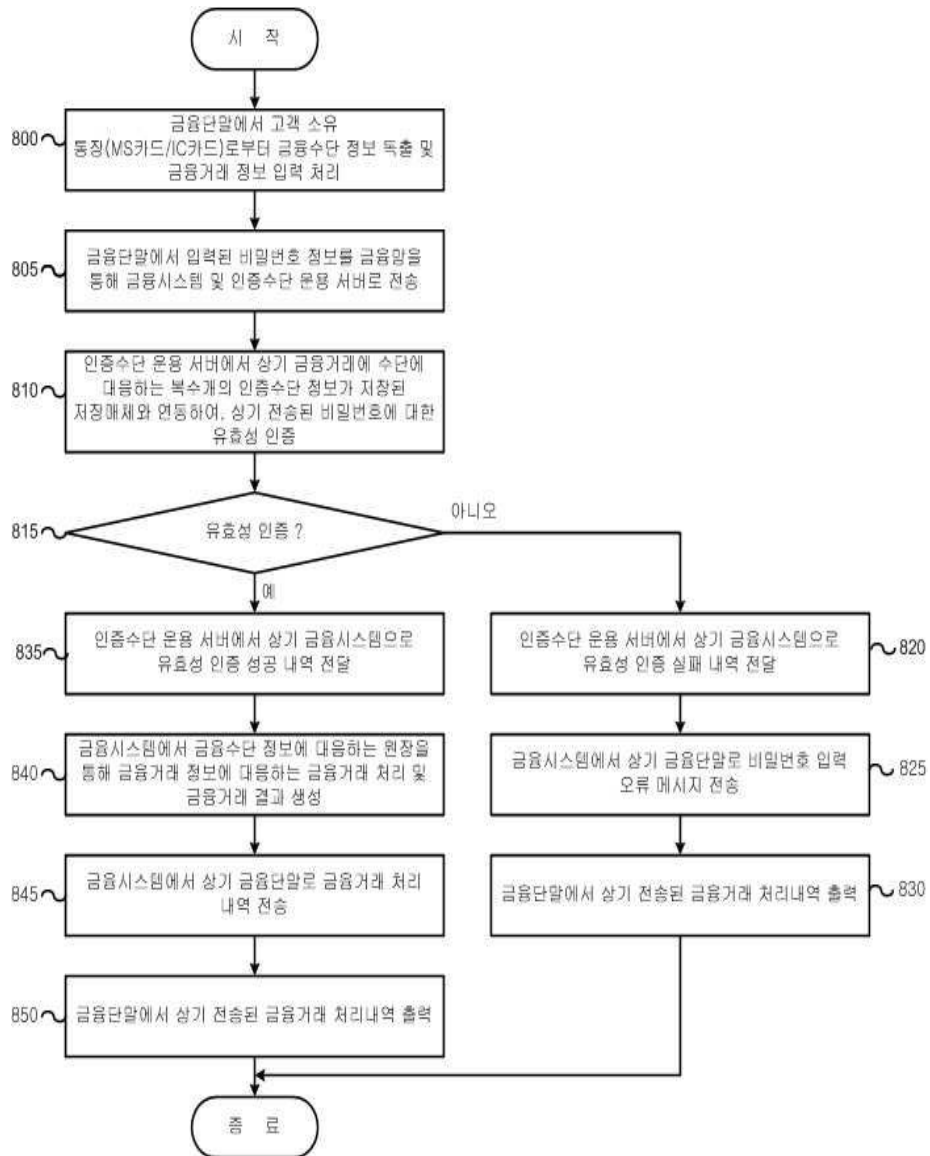 시 작
800
금융단말에서 고객 소유
통장(MS카드/IC카드)로부터 금융수단 정보 독출 및
금융거래 정보 입력 처리
805
금융단말에서 입력된 비밀번호 정보를 금융망을
통해 금융시스템 및 인증수단 운용 서버로 전송
810
인증수단 운용 서버에서 상기 금융거래에 수단에
대응하는 복수개의 인증수단 정보가 저장된
저장매체와 연동하여, 상기 전송된 비밀번호에 대한
유효성 인증
815
유효성 인증 ?
아니오
예
835
인증수단 운용 서버에서 상기 금융시스템으로
유효성 인증 성공 내역 전달
인증수단 운용 서버에서 상기 금융시스템으로
유효성 인증 실패 내역 전달
820
840
금융시스템에서 금융수단 정보에 대응하는 원장을
통해 금융거래 정보에 대응하는 금융거래 처리 및
금융거래 결과 생성
금융시스템에서 상기 금융단말로 비밀번호 입력
오류 메시지 전송
825
845
금융시스템에서 상기 금융단말로 금융거래 처리
내역 전송
금융단말에서 상기 전송된 금융거래 처리내역 출력
830
850
금융단말에서 상기 전송된 금융거래 처리내역 출력
종 료